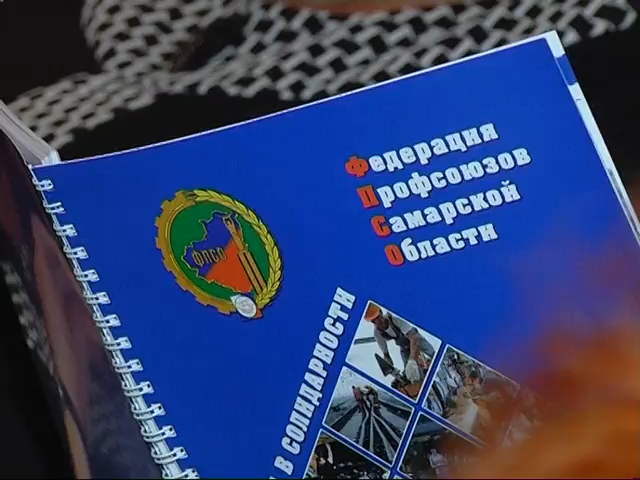 Федерация
Профсоюзов
Самарской
Области
ФПСО
В СОЛИДАРНОСТИ